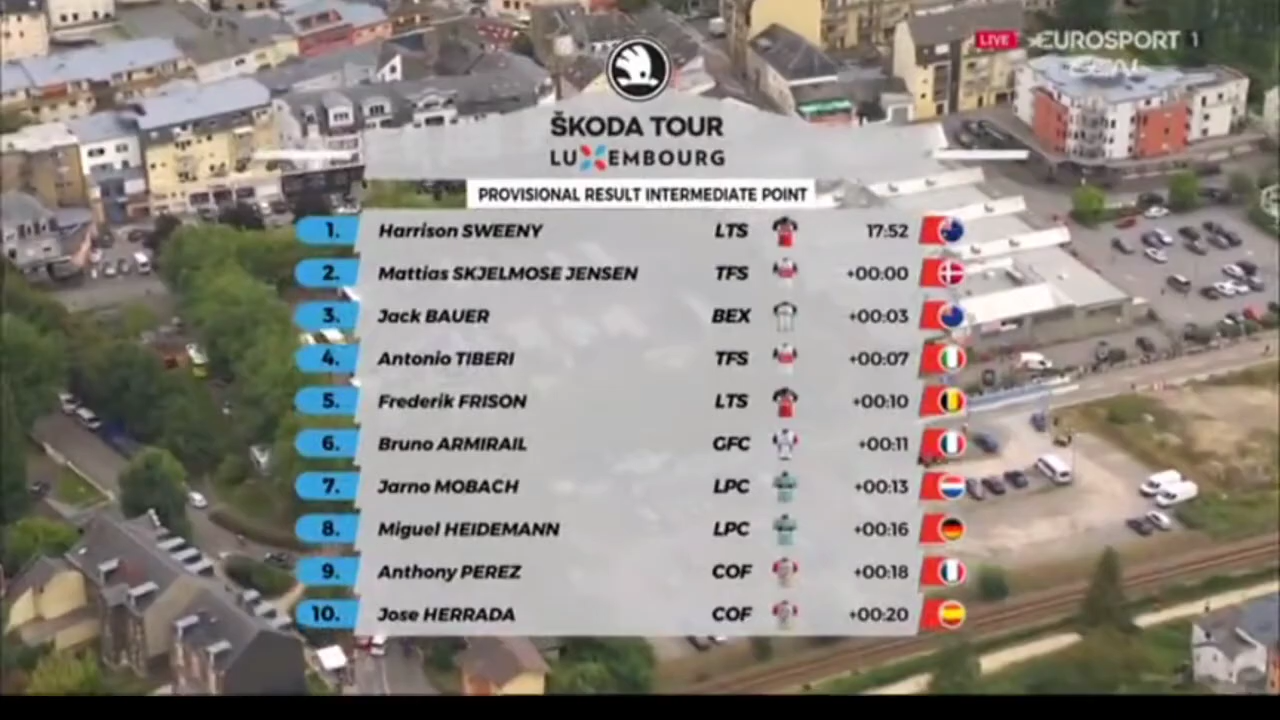 LIVE EUROSPORT 1
ŠKODA TOUR
LUXEMBOURG
PROVISIONAL RESULT INTERMEDIATE POINT
1. Harrison SWEENY LTS 17:52
2. Mattias SKJELMOSE JENSEN TFS +00:00
3. Jack BAUER BEX +00:03
4. Antonio TIBERI TFS +00:07
5. Frederik FRISON LTS +00:10
6. Bruno ARMIRAIL GFC +00:11
7. Jarno MOBACH LPC +00:13
8. Miguel HEIDEMANN LPC +00:16
9. Anthony PEREZ COF +00:18
10. Jose HERRADA COF +00:20